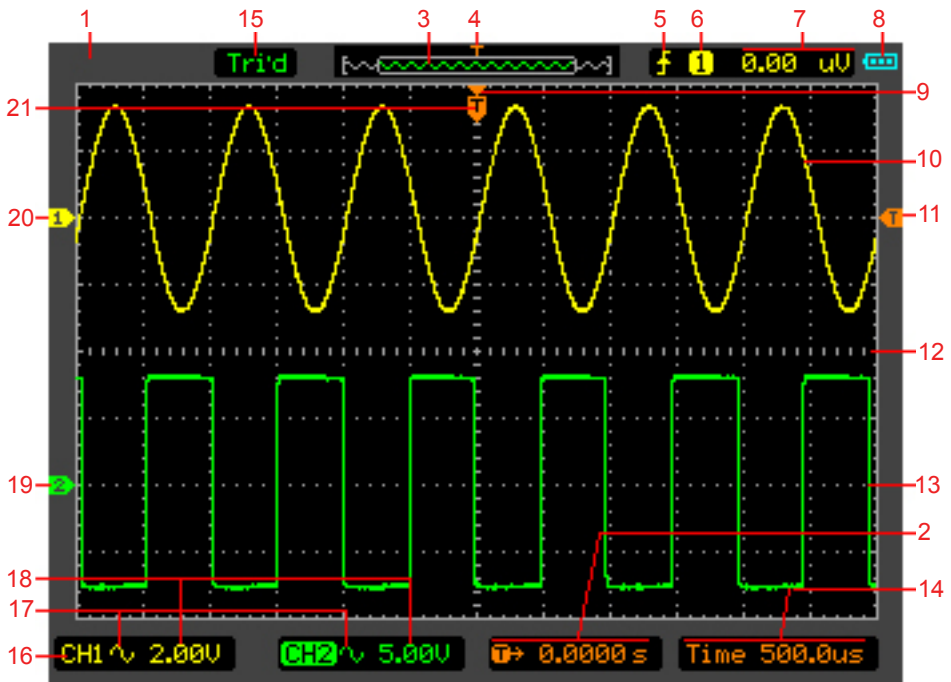 1 15 3 4 5 6 7 8
Tri'd T 1 0.00 uV
21 T 9
10
20 1 T 11
12
19 2 13
2
18 14
17
16 CH1 2.00V CH2 5.00V T 0.0000s Time 500.0us